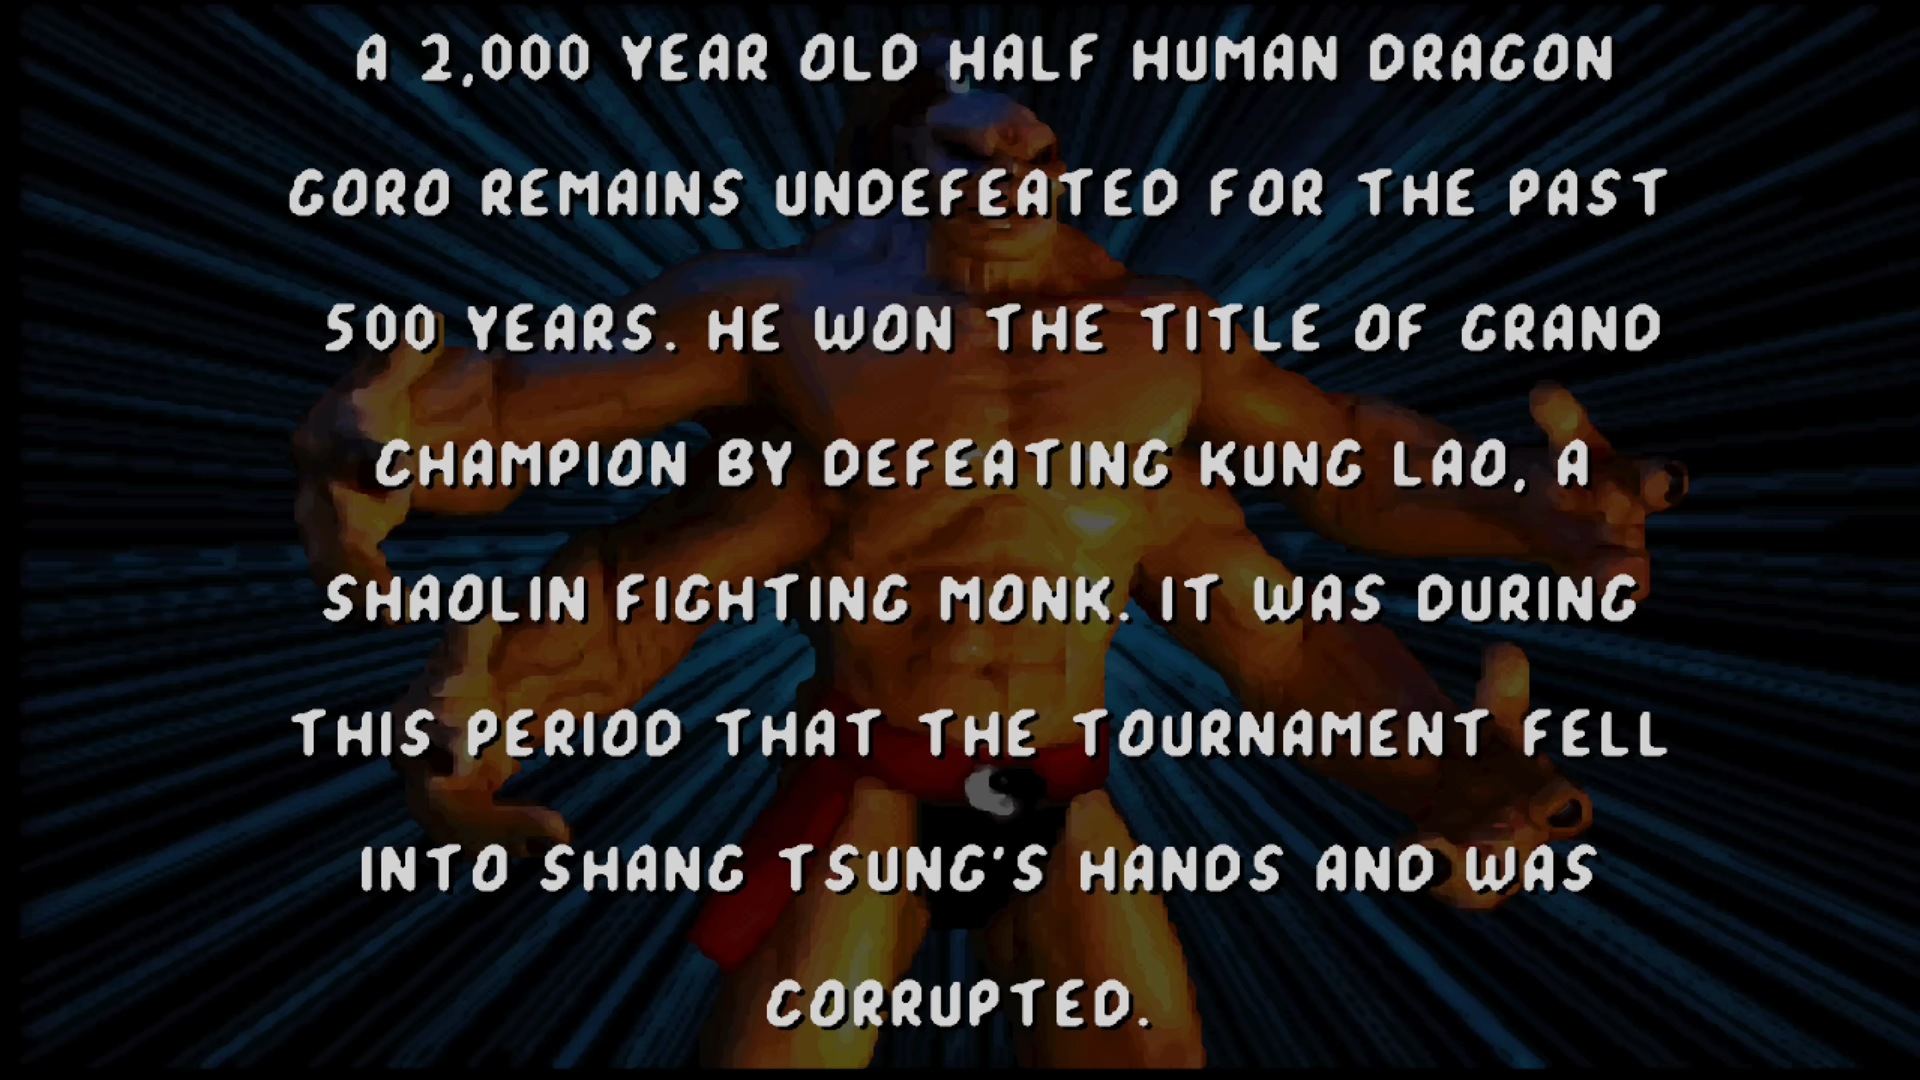 A 2,000 YEAR OLD HALF HUMAN DRAGON
GORO REMAINS UNDEFEATED FOR THE PAST
500 YEARS. HE WON THE TITLE OF GRAND
CHAMPION BY DEFEATING KUNG LAO, A
SHAOLIN FIGHTING MONK. IT WAS DURING
THIS PERIOD THAT THE TOURNAMENT FELL
INTO SHANG TSUNG'S HANDS AND WAS
CORRUPTED.